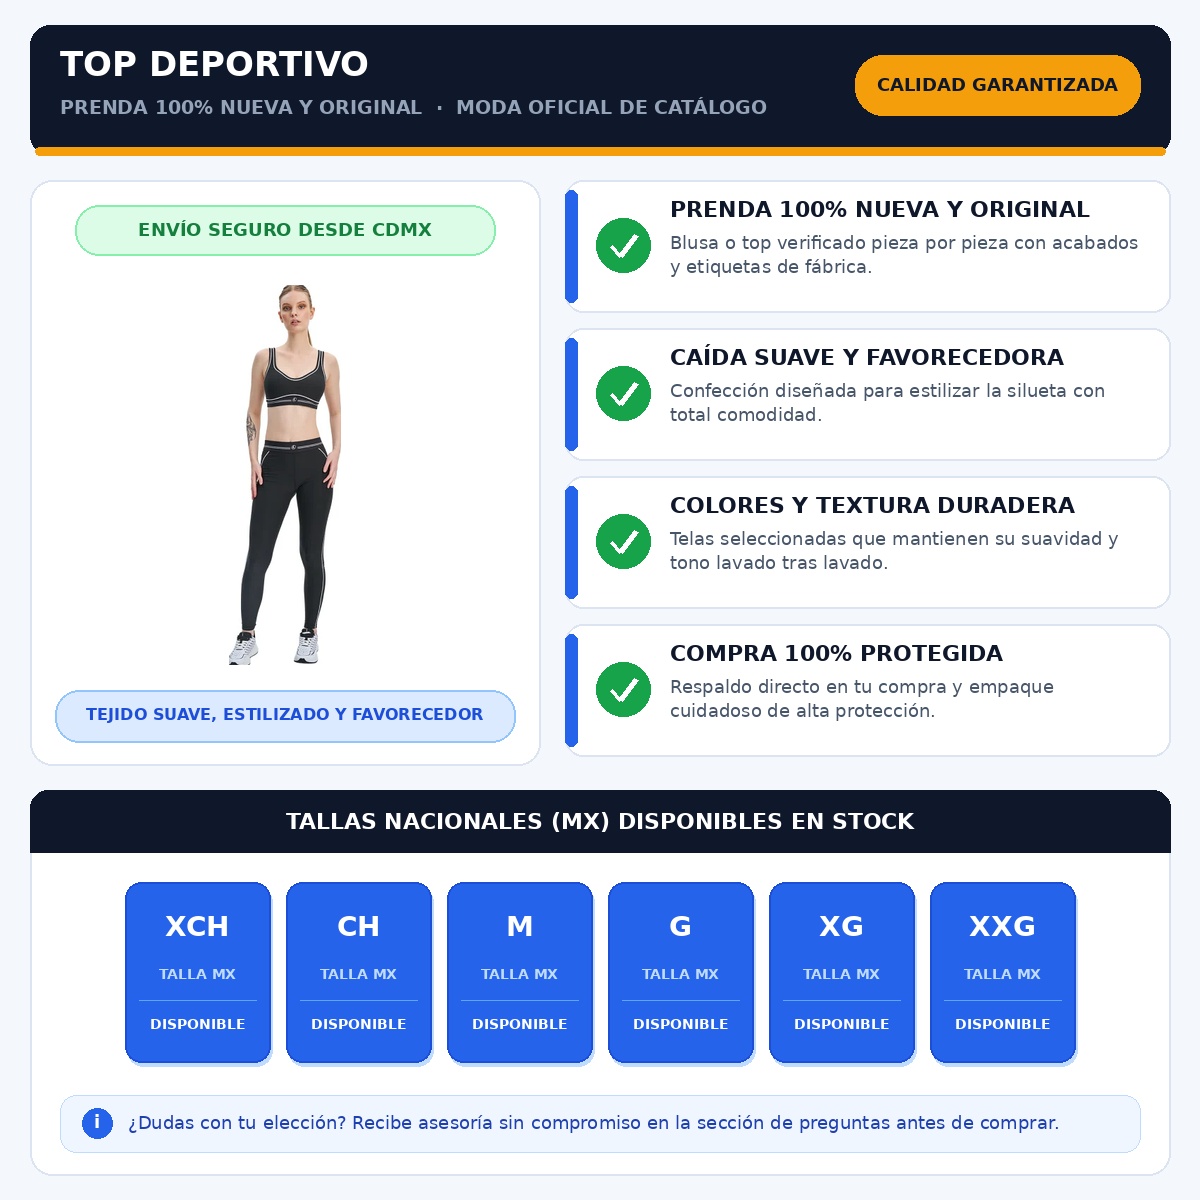 TOP DEPORTIVO
PRENDA 100% NUEVA Y ORIGINAL · MODA OFICIAL DE CATÁLOGO
CALIDAD GARANTIZADA
ENVÍO SEGURO DESDE CDMX
TEJIDO SUAVE, ESTILIZADO Y FAVORECEDOR
PRENDA 100% NUEVA Y ORIGINAL
Blusa o top verificado pieza por pieza con acabados
y etiquetas de fábrica.
CAÍDA SUAVE Y FAVORECEDORA
Confección diseñada para estilizar la silueta con
total comodidad.
COLORES Y TEXTURA DURADERA
Telas seleccionadas que mantienen su suavidad y
tono lavado tras lavado.
COMPRA 100% PROTEGIDA
Respaldo directo en tu compra y empaque
cuidadoso de alta protección.
TALLAS NACIONALES (MX) DISPONIBLES EN STOCK
XCH
TALLA MX
DISPONIBLE
CH
TALLA MX
DISPONIBLE
M
TALLA MX
DISPONIBLE
G
TALLA MX
DISPONIBLE
XG
TALLA MX
DISPONIBLE
XXG
TALLA MX
DISPONIBLE
i
¿Dudas con tu elección? Recibe asesoría sin compromiso en la sección de preguntas antes de comprar.